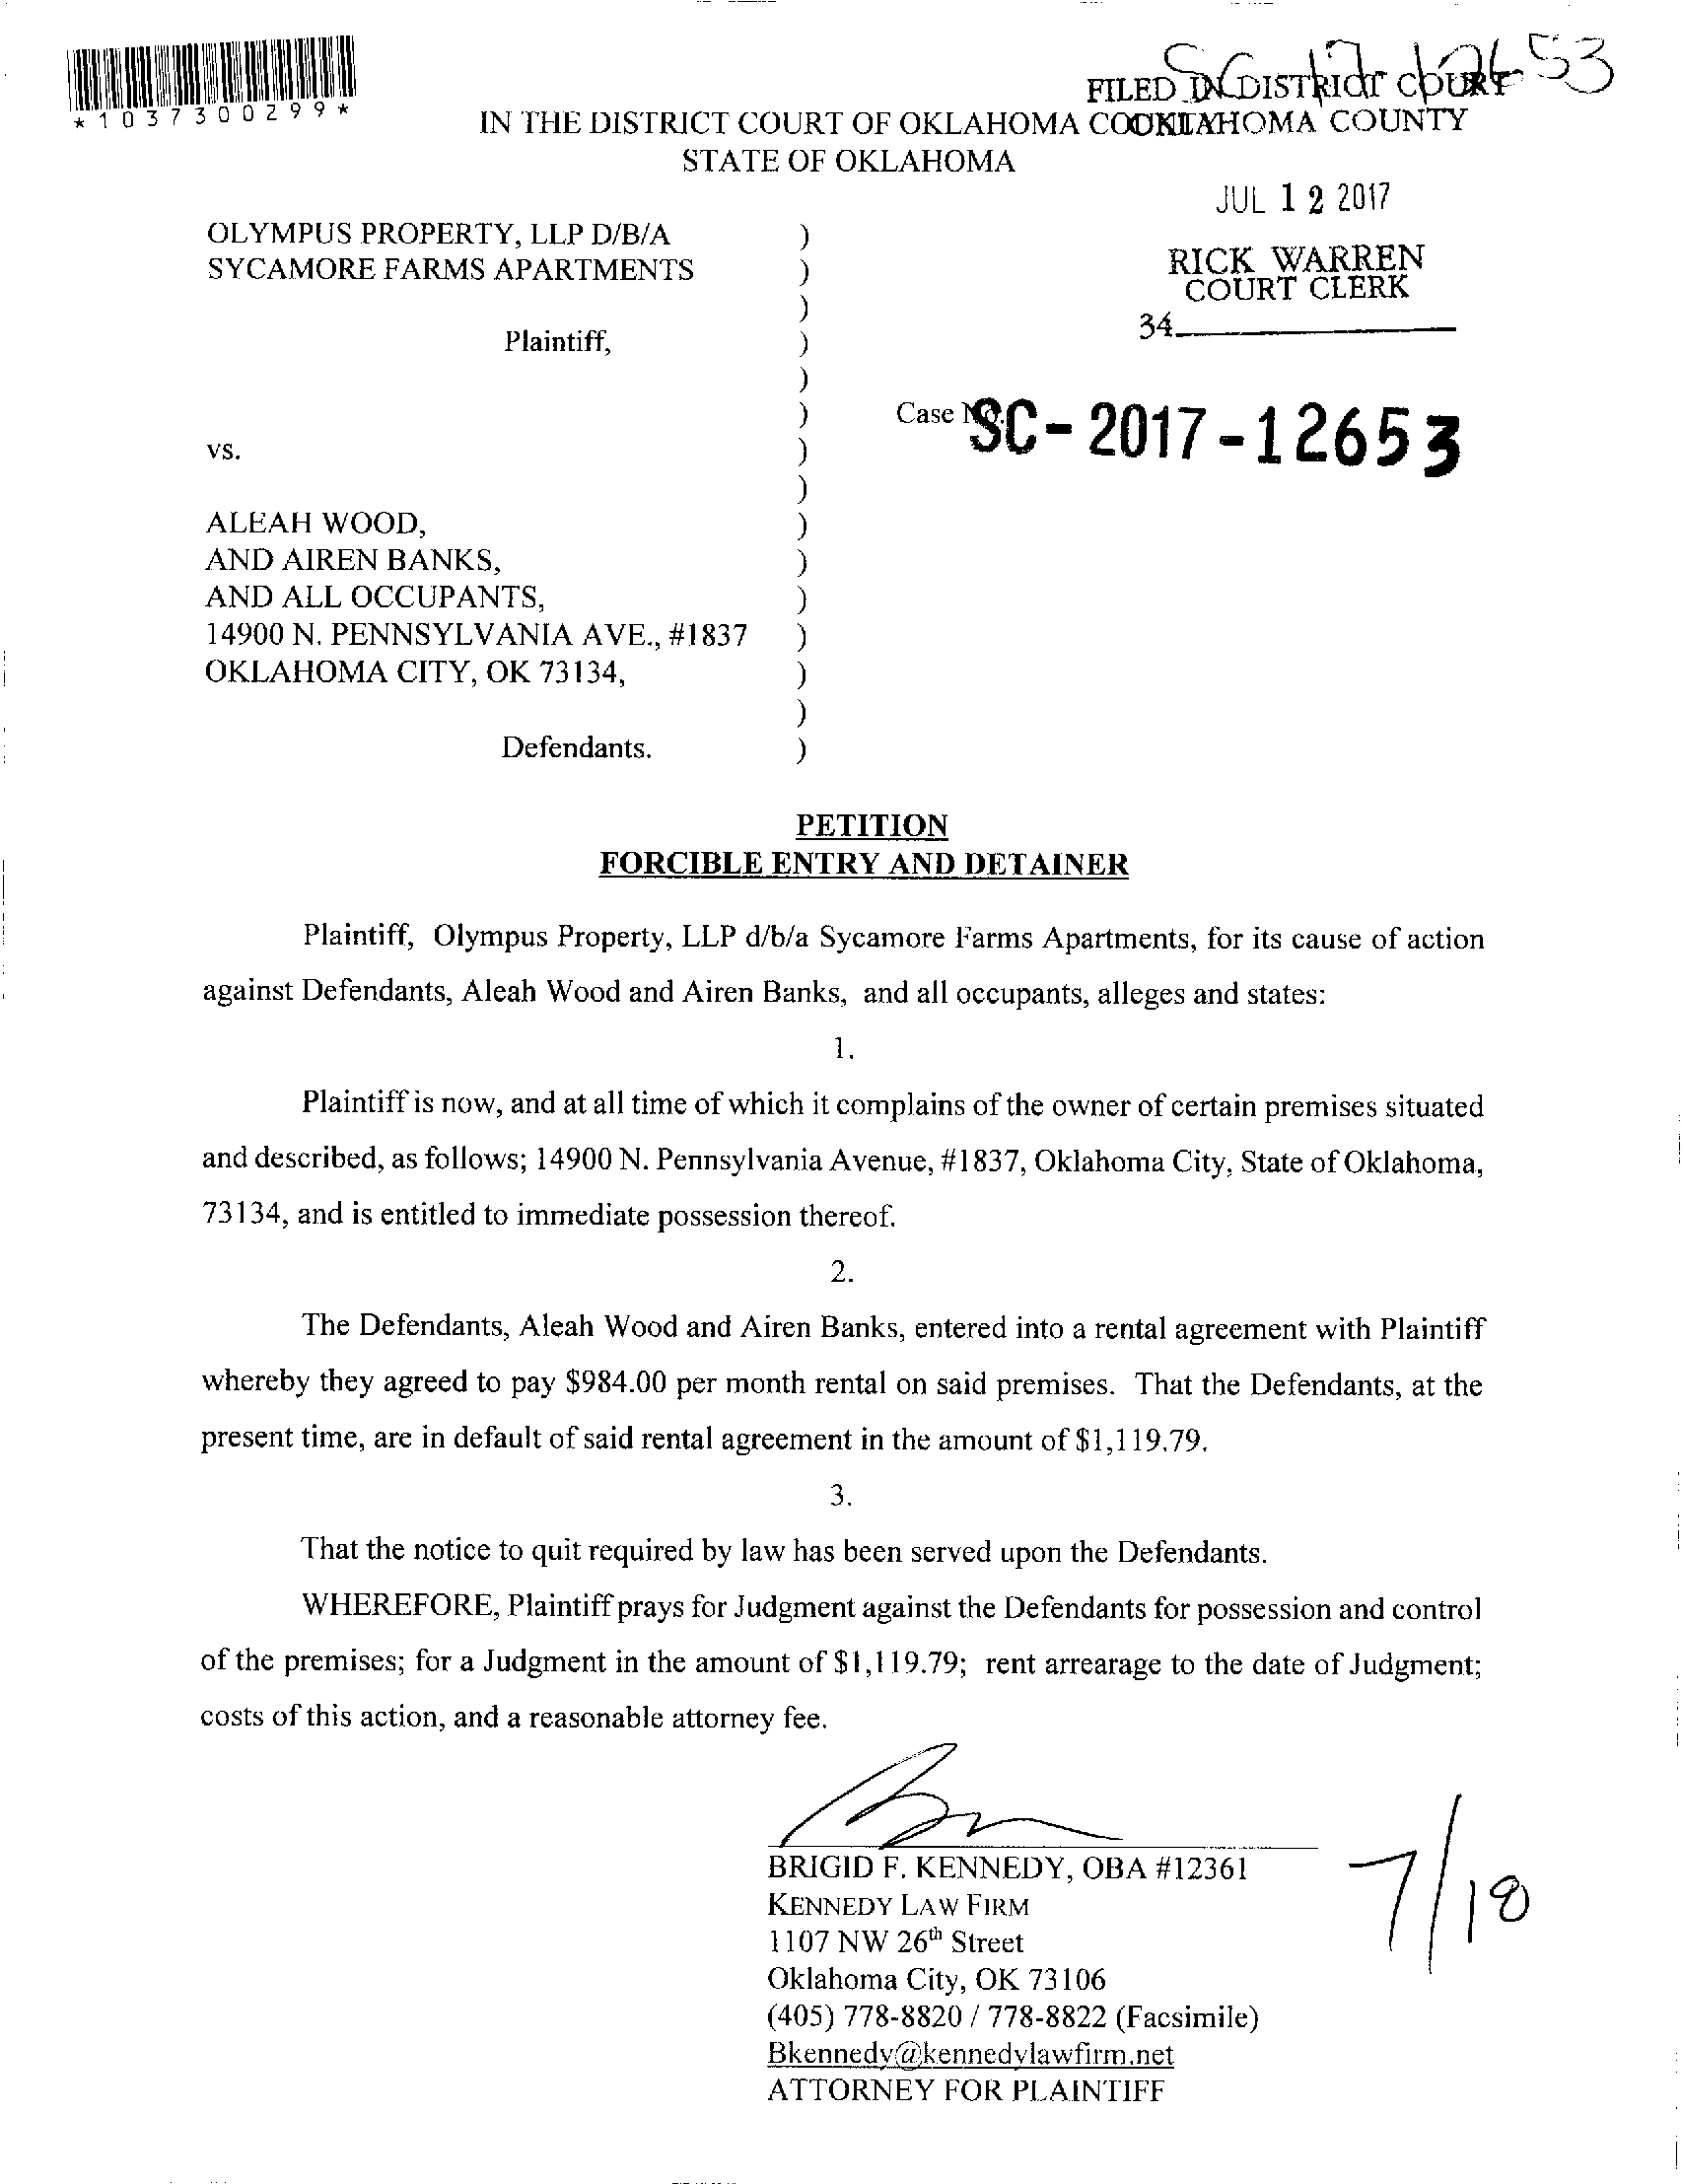 SC 17 12653
*1037300299*
FILED IN DISTRICT COURT
IN THE DISTRICT COURT OF OKLAHOMA COUNTY
OKLAHOMA COUNTY
STATE OF OKLAHOMA
JUL 12 2017
OLYMPUS PROPERTY, LLP D/B/A )
SYCAMORE FARMS APARTMENTS )
RICK WARREN
COURT CLERK
)
34
Plaintiff, )
)
) Case No.
SC-2017-12653
vs. )
)
ALEAH WOOD, )
AND AIREN BANKS, )
AND ALL OCCUPANTS, )
14900 N. PENNSYLVANIA AVE., #1837 )
OKLAHOMA CITY, OK 73134, )
)
Defendants. )
PETITION
FORCIBLE ENTRY AND DETAINER
Plaintiff, Olympus Property, LLP d/b/a Sycamore Farms Apartments, for its cause of action
against Defendants, Aleah Wood and Airen Banks, and all occupants, alleges and states:
1.
Plaintiff is now, and at all time of which it complains of the owner of certain premises situated
and described, as follows; 14900 N. Pennsylvania Avenue, #1837, Oklahoma City, State of Oklahoma,
73134, and is entitled to immediate possession thereof.
2.
The Defendants, Aleah Wood and Airen Banks, entered into a rental agreement with Plaintiff
whereby they agreed to pay $984.00 per month rental on said premises. That the Defendants, at the
present time, are in default of said rental agreement in the amount of $1,119.79.
3.
That the notice to quit required by law has been served upon the Defendants.
WHEREFORE, Plaintiff prays for Judgment against the Defendants for possession and control
of the premises; for a Judgment in the amount of $1,119.79; rent arrearage to the date of Judgment;
costs of this action, and a reasonable attorney fee.
BRIGID F. KENNEDY, OBA #12361
KENNEDY LAW FIRM
1107 NW 26th Street
Oklahoma City, OK 73106
(405) 778-8820 / 778-8822 (Facsimile)
Bkennedy@kennedylawfirm.net
ATTORNEY FOR PLAINTIFF
7/18